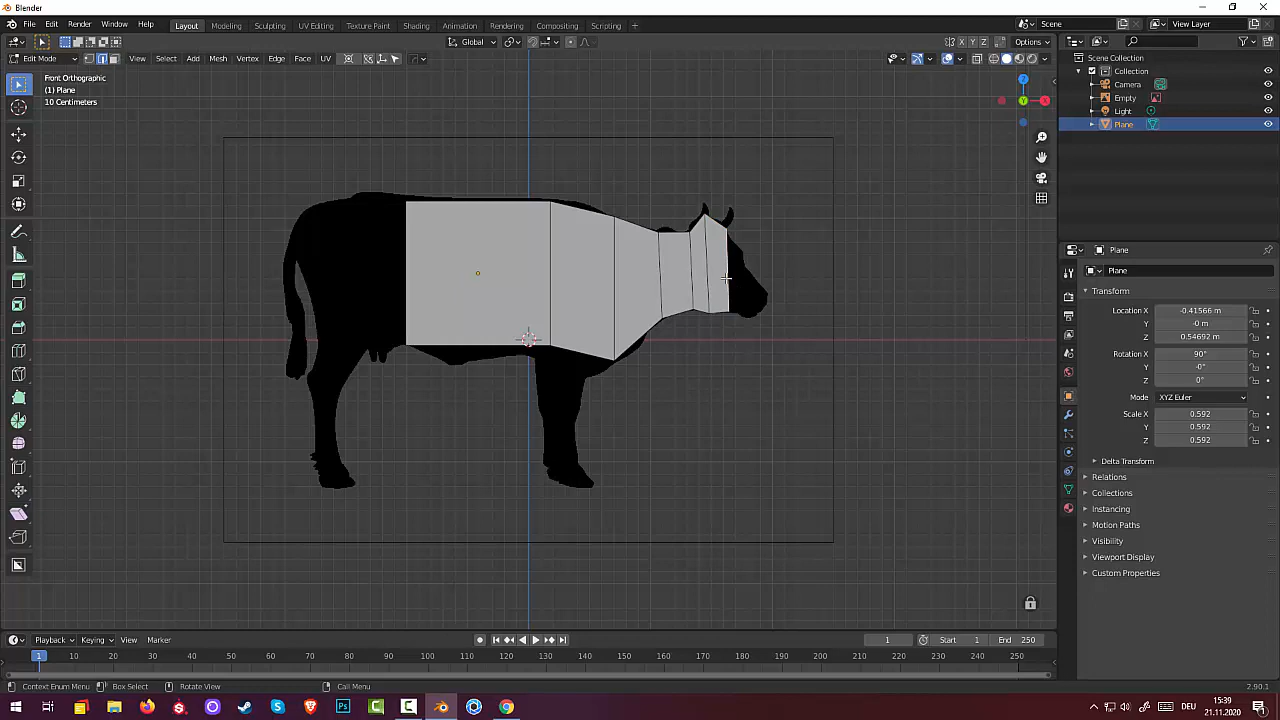 Blender
File Edit Render Window Help
Layout Modeling Sculpting UV Editing Texture Paint Shading Animation Rendering Compositing Scripting +
Scene
View Layer
Global
X Y Z Options
Edit Mode View Select Add Mesh Vertex Edge Face UV
Front Orthographic
(1) Plane
10 Centimeters
Z
Y
X
Scene Collection
Collection
Camera
Empty
Light
Plane
Plane
Plane
Transform
Location X -0.41566 m
Y -0 m
Z 0.54692 m
Rotation X 90°
Y -0°
Z 0°
Mode XYZ Euler
Scale X 0.592
Y 0.592
Z 0.592
Delta Transform
Relations
Collections
Instancing
Motion Paths
Visibility
Viewport Display
Custom Properties
Playback Keying View Marker
1 Start 1 End 250
1 10 20 30 40 50 60 70 80 90 100 110 120 130 140 150 160 170 180 190 200 210 220 230 240 250
Context Enum Menu Box Select Rotate View Call Menu 2.90.1
DEU
15:39
21.11.2020